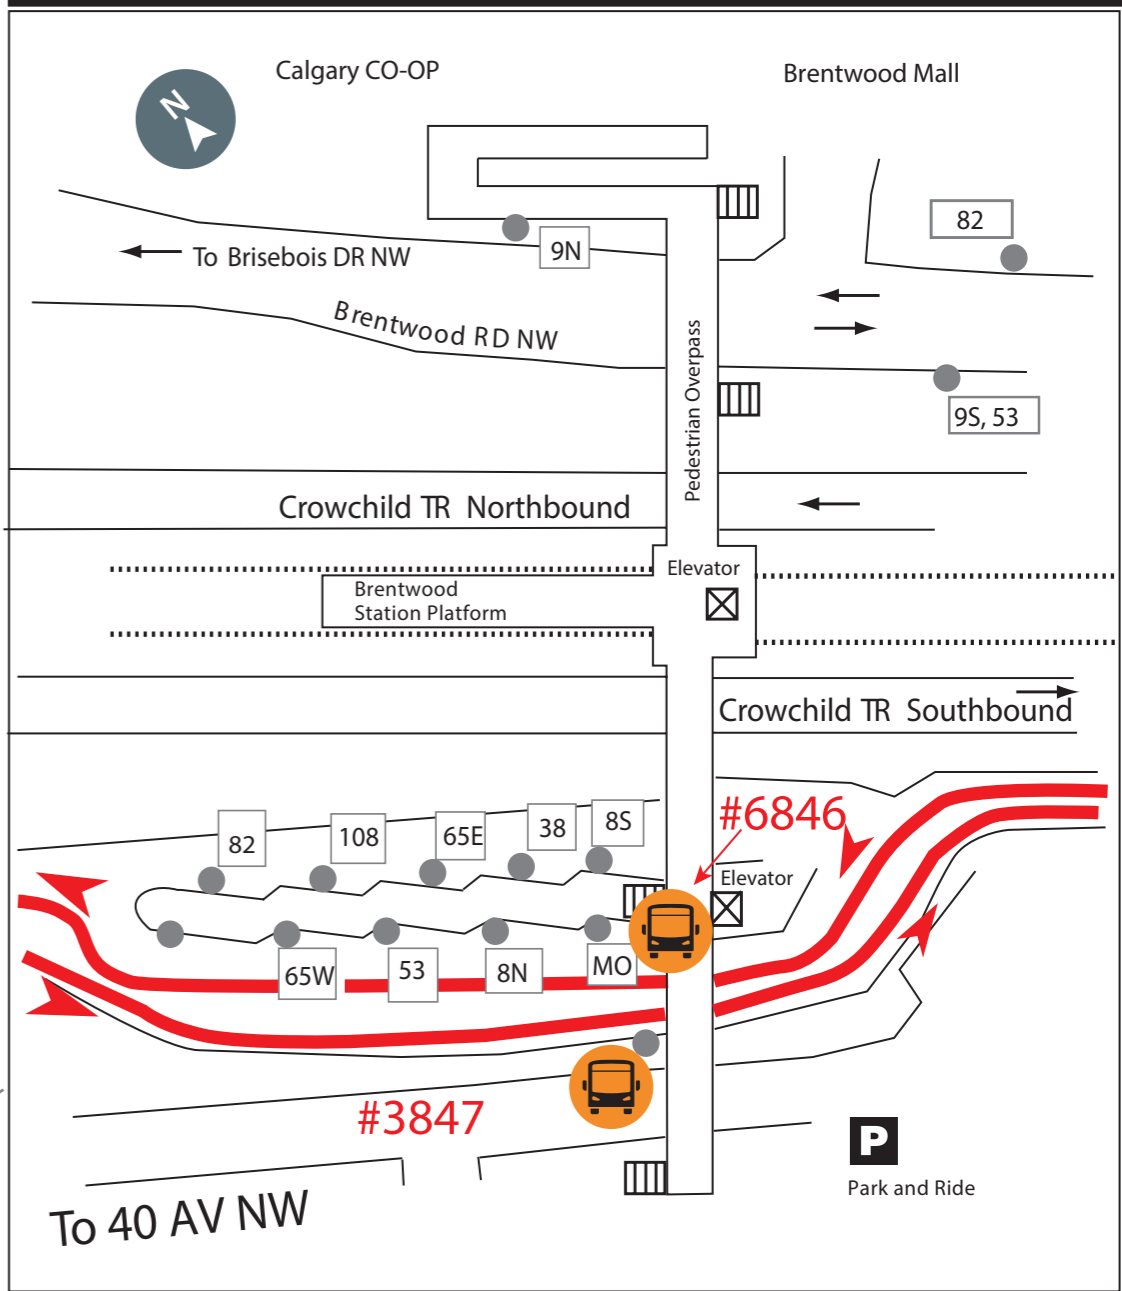 Calgary CO-OP
Brentwood Mall
N
82
9N
To Brisebois DR NW
Brentwood RD NW
Pedestrian Overpass
9S, 53
Crowchild TR Northbound
Elevator
Brentwood
Station Platform
Crowchild TR Southbound
#6846
82
108
65E
38
8S
Elevator
65W
53
8N
MO
#3847
P
Park and Ride
To 40 AV NW